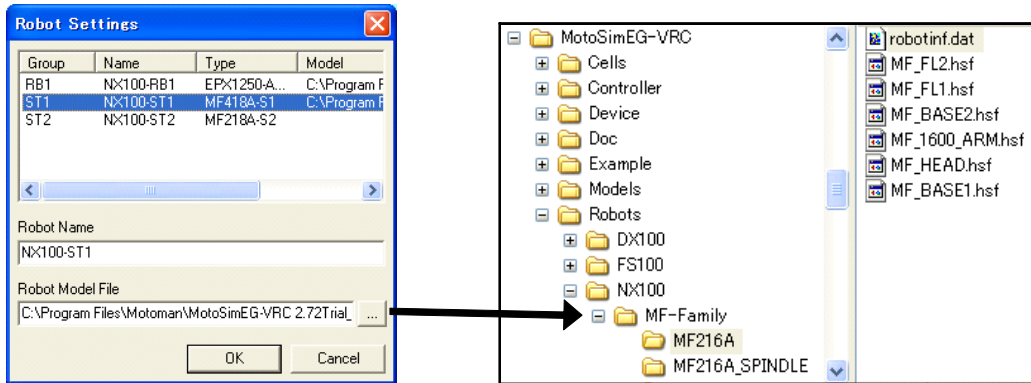 Robot Settings
Group Name Type Model
RB1 NX100-RB1 EPX1250-A... C:\Program F
ST1 NX100-ST1 MF418A-S1 C:\Program F
ST2 NX100-ST2 MF218A-S2
Robot Name
NX100-ST1
Robot Model File
C:\Program Files\Motoman\MotoSimEG-VRC 2.72Trial_ ...
OK Cancel
MotoSimEG-VRC
Cells
Controller
Device
Doc
Example
Models
Robots
DX100
FS100
NX100
MF-Family
MF216A
MF216A_SPINDLE
robotinf.dat
MF_FL2.hsf
MF_FL1.hsf
MF_BASE2.hsf
MF_1600_ARM.hsf
MF_HEAD.hsf
MF_BASE1.hsf